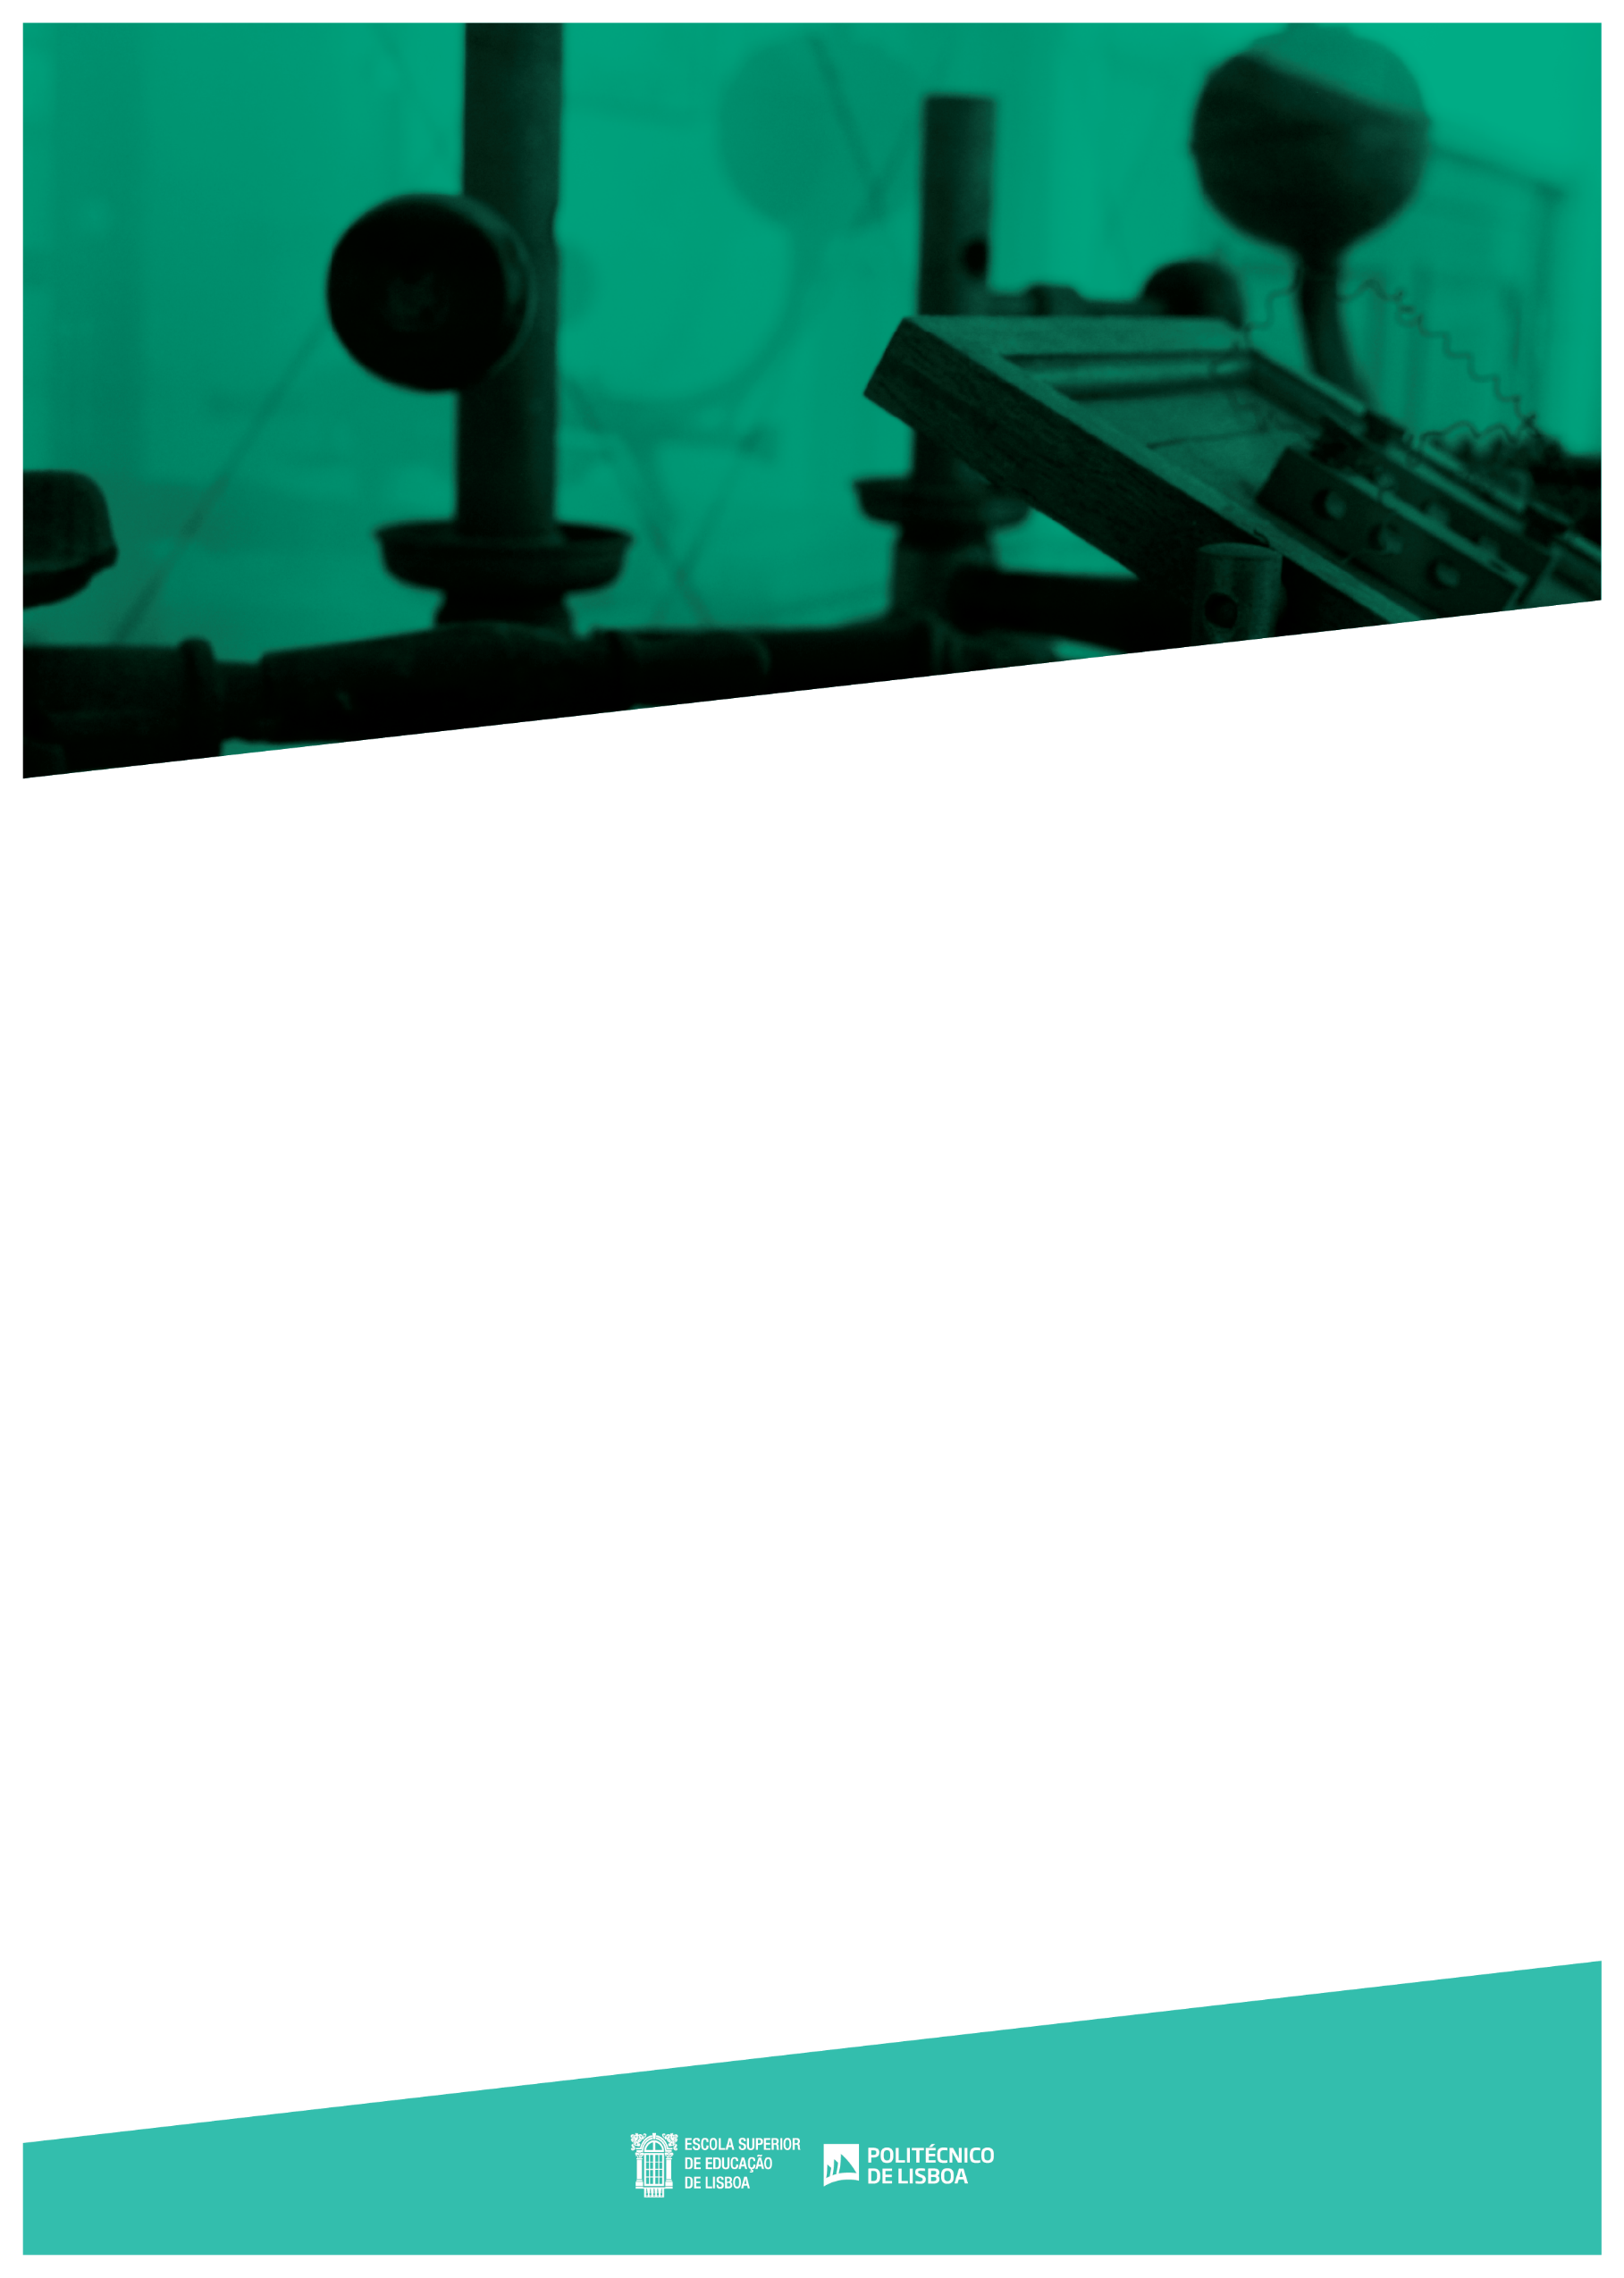 ESCOLA SUPERIOR
DE EDUCAÇÃO
DE LISBOA
POLITÉCNICO
DE LISBOA